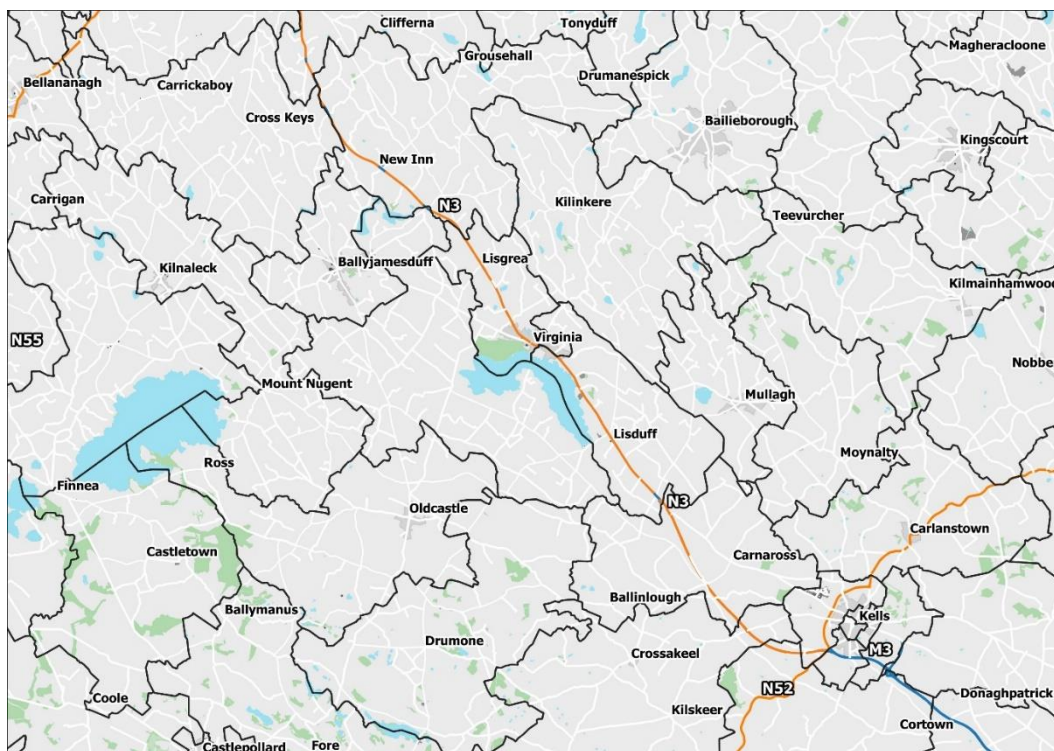 Clifferna
Tonyduff
Magheracloone
Grousehall
Bellananagh
Carrickaboy
Drumanespick
Cross Keys
Bailieborough
Kingscourt
New Inn
Carrigan
Kilinkere
N3
Teevurcher
Lisgrea
Kilnaleck
Ballyjamesduff
Kilmainhamwood
N55
Virginia
Nobbe
Mount Nugent
Mullagh
Lisduff
Ross
Moynalty
Finnea
N3
Oldcastle
Carlanstown
Castletown
Carnaross
Ballymanus
Ballinlough
Kells
Drumone
Crossakeel
M3
N52
Donaghpatrick
Coole
Kilskeer
Cortown
Castlepollard
Fore